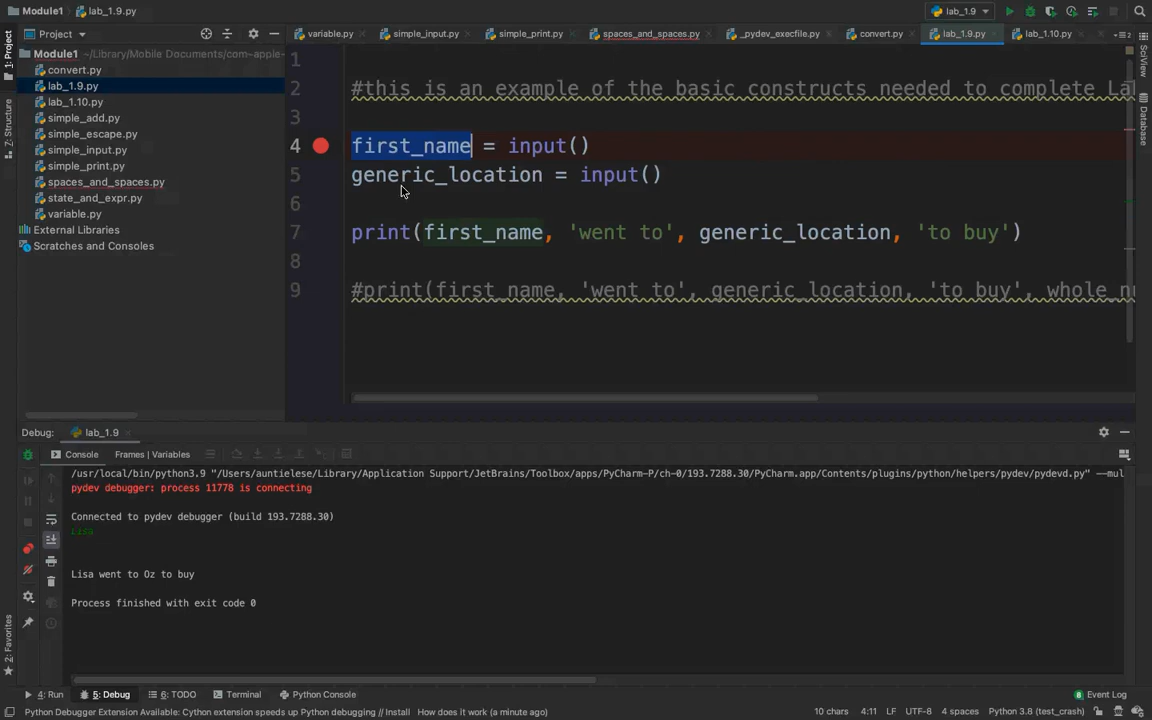 Module1 lab_1.9.py lab_1.9
Project variable.py simple_input.py simple_print.py spaces_and_spaces.py _pydev_execfile.py convert.py lab_1.9.py lab_1.10.py
Module1 ~/Library/Mobile Documents/com~apple
convert.py
lab_1.9.py
lab_1.10.py
simple_add.py
simple_escape.py
simple_input.py
simple_print.py
spaces_and_spaces.py
state_and_expr.py
variable.py
External Libraries
Scratches and Consoles
1: Project
7: Structure
2: Favorites
SciView
Database
1
2 #this is an example of the basic constructs needed to complete La
3
4 first_name = input()
5 generic_location = input()
6
7 print(first_name, 'went to', generic_location, 'to buy')
8
9 #print(first_name, 'went to', generic_location, 'to buy', whole_n
Debug: lab_1.9
Console Frames | Variables
/usr/local/bin/python3.9 "/Users/auntielese/Library/Application Support/JetBrains/Toolbox/apps/PyCharm-P/ch-0/193.7288.30/PyCharm.app/Contents/plugins/python/helpers/pydev/pydevd.py" --mul
pydev debugger: process 11778 is connecting
Connected to pydev debugger (build 193.7288.30)
Lisa
Lisa went to Oz to buy
Process finished with exit code 0
4: Run 5: Debug 6: TODO Terminal Python Console Event Log
Python Debugger Extension Available: Cython extension speeds up Python debugging // Install How does it work (a minute ago) 10 chars 4:11 LF UTF-8 4 spaces Python 3.8 (test_crash)